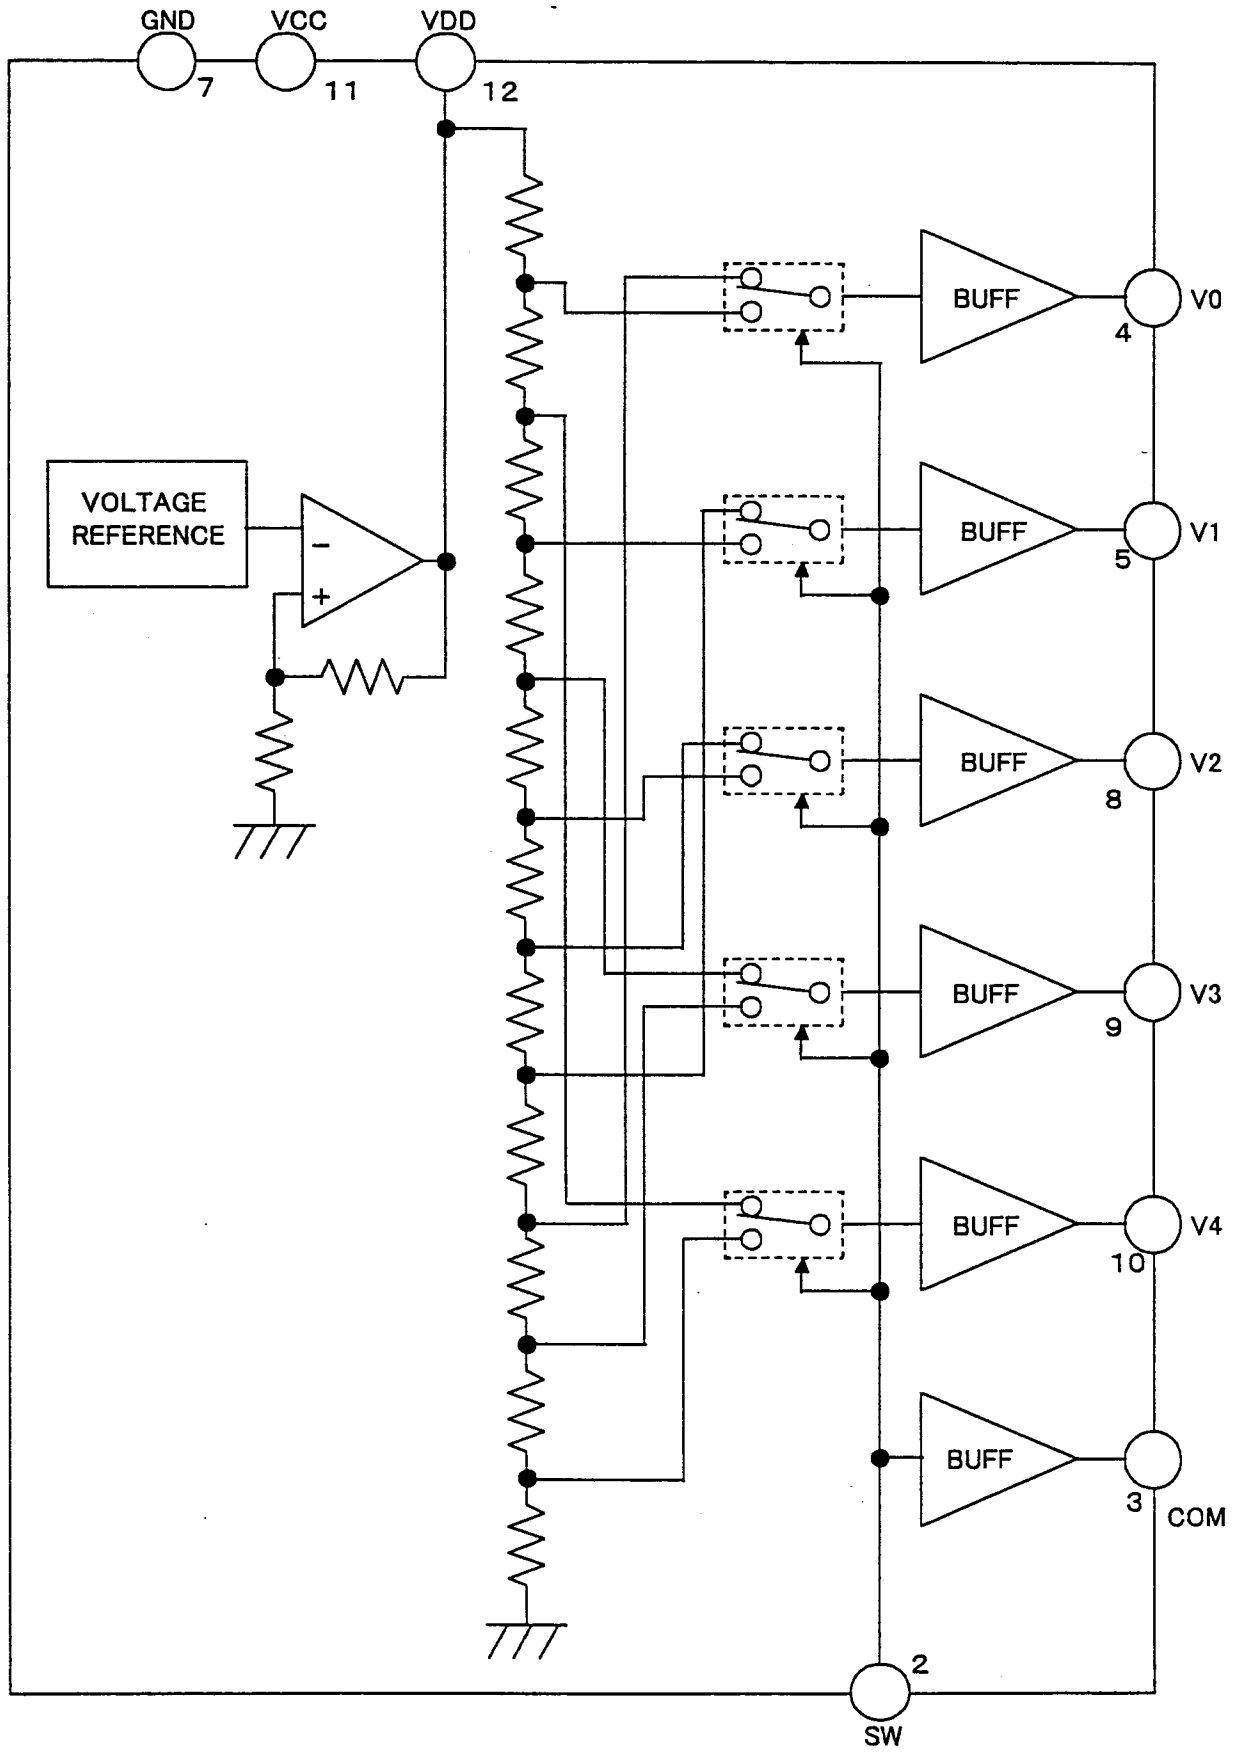 GND VCC VDD
7 11 12
BUFF V0
4
VOLTAGE
REFERENCE
−
+
BUFF V1
5
BUFF V2
8
BUFF V3
9
BUFF V4
10
BUFF
3
COM
2
SW